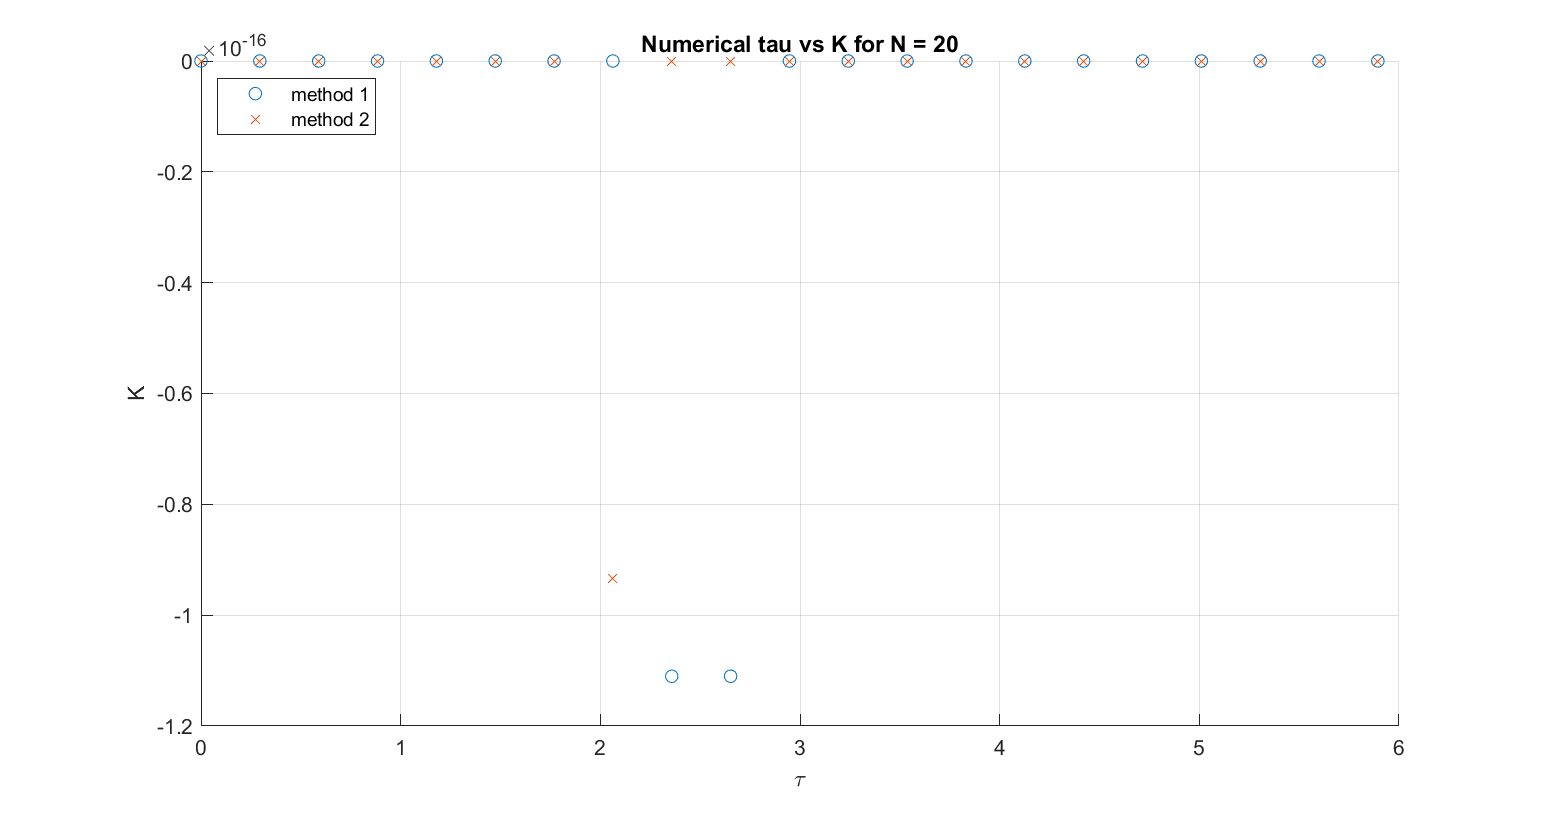 Numerical tau vs K for N = 20
×10-16
0
method 1
method 2
-0.2
-0.4
K
-0.6
-0.8
-1
-1.2
0 1 2 3 4 5 6
τ